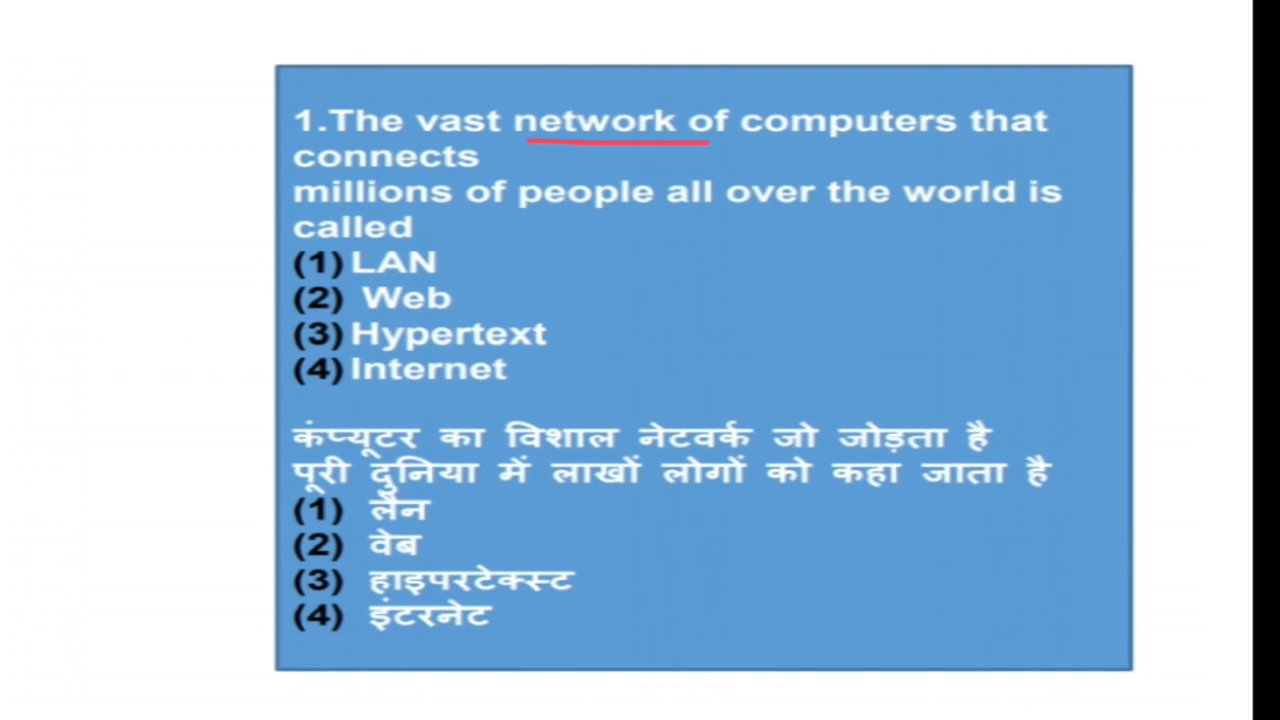 1.The vast network of computers that
connects
millions of people all over the world is
called
(1) LAN
(2) Web
(3) Hypertext
(4) Internet
कंप्यूटर का विशाल नेटवर्क जो जोड़ता है
पूरी दुनिया में लाखों लोगों को कहा जाता है
(1) लैन
(2) वेब
(3) हाइपरटेक्स्ट
(4) इंटरनेट